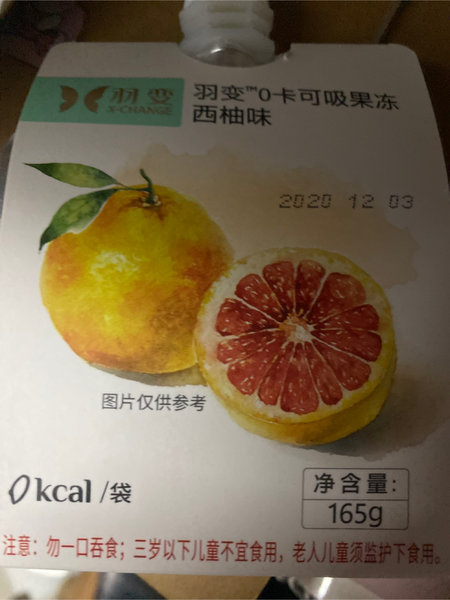 羽变
X-CHANGE
羽变™0卡可吸果冻
西柚味
2020 12 03
图片仅供参考
0kcal /袋
净含量:
165g
注意：勿一口吞食；三岁以下儿童不宜食用，老人儿童须监护下食用。